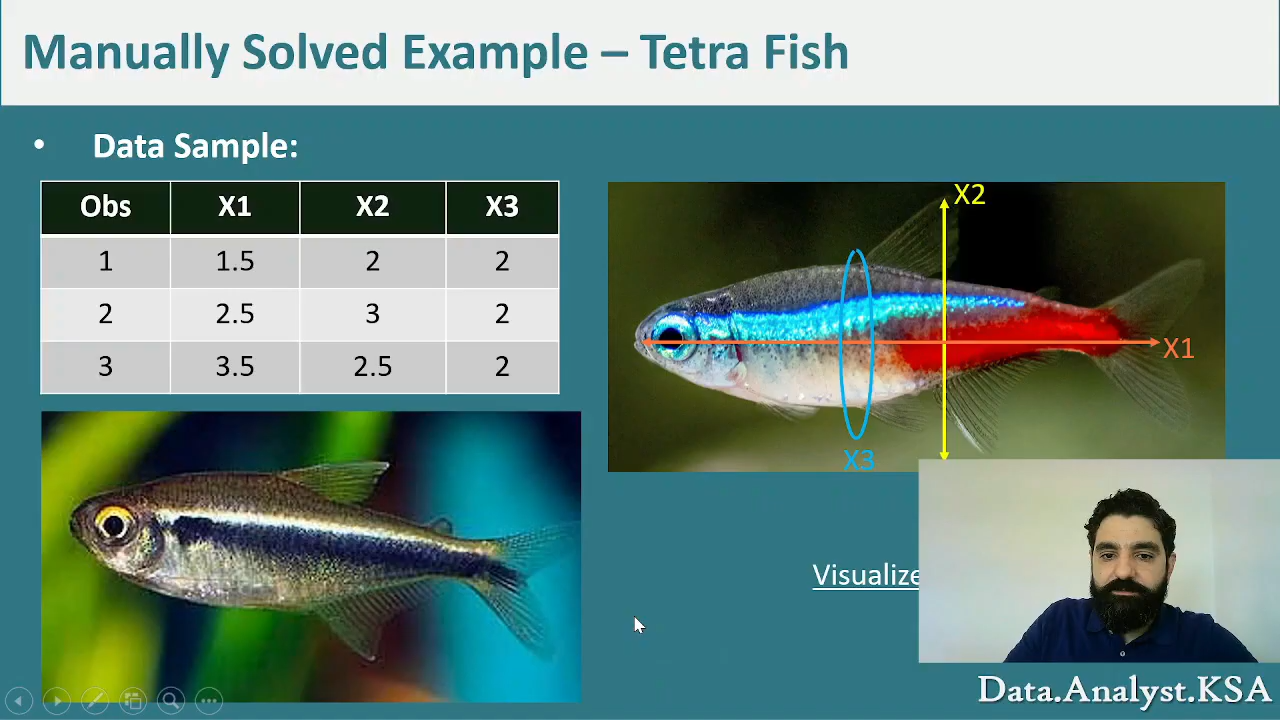 Manually Solved Example – Tetra Fish
• Data Sample:
Obs X1 X2 X3
1 1.5 2 2
2 2.5 3 2
3 3.5 2.5 2
X2
X1
X3
Visualize
Data.Analyst.KSA